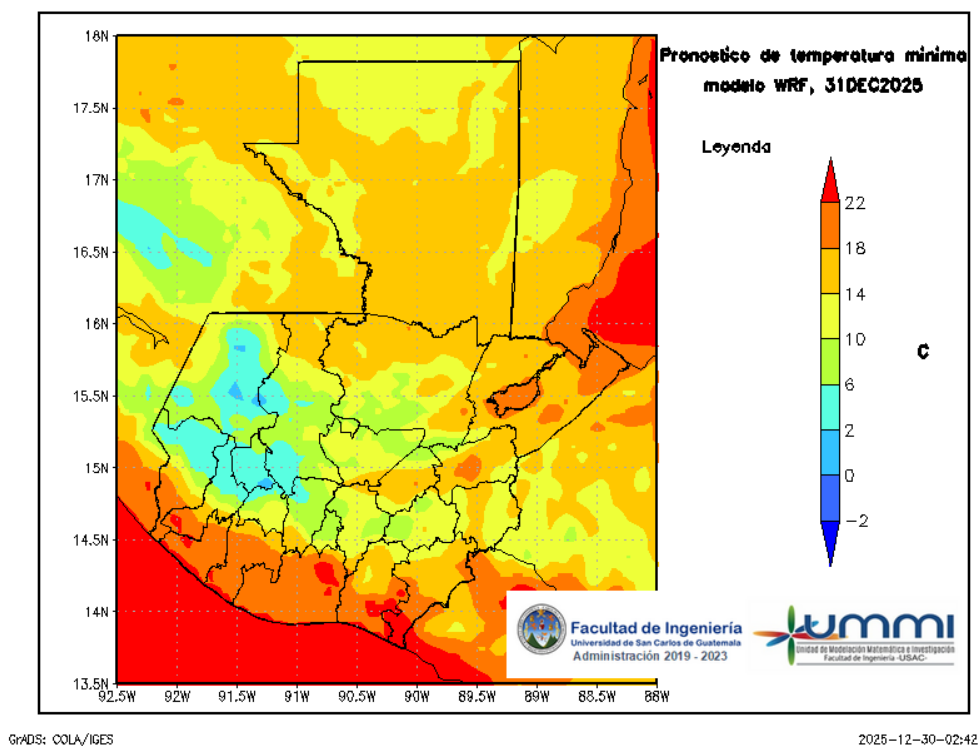 Pronostico de temperatura minima
modelo WRF, 31DEC2025
Leyenda
22
18
14
10
6
2
0
−2
C
18N
17.5N
17N
16.5N
16N
15.5N
15N
14.5N
14N
13.5N
92.5W
92W
91.5W
91W
90.5W
90W
89.5W
89W
88.5W
88W
Facultad de Ingeniería
Universidad de San Carlos de Guatemala
Administración 2019 - 2023
ummi
Unidad de Modelación Matemática e Investigación
Facultad de Ingeniería -USAC-
GrADS: COLA/IGES
2025-12-30-02:42